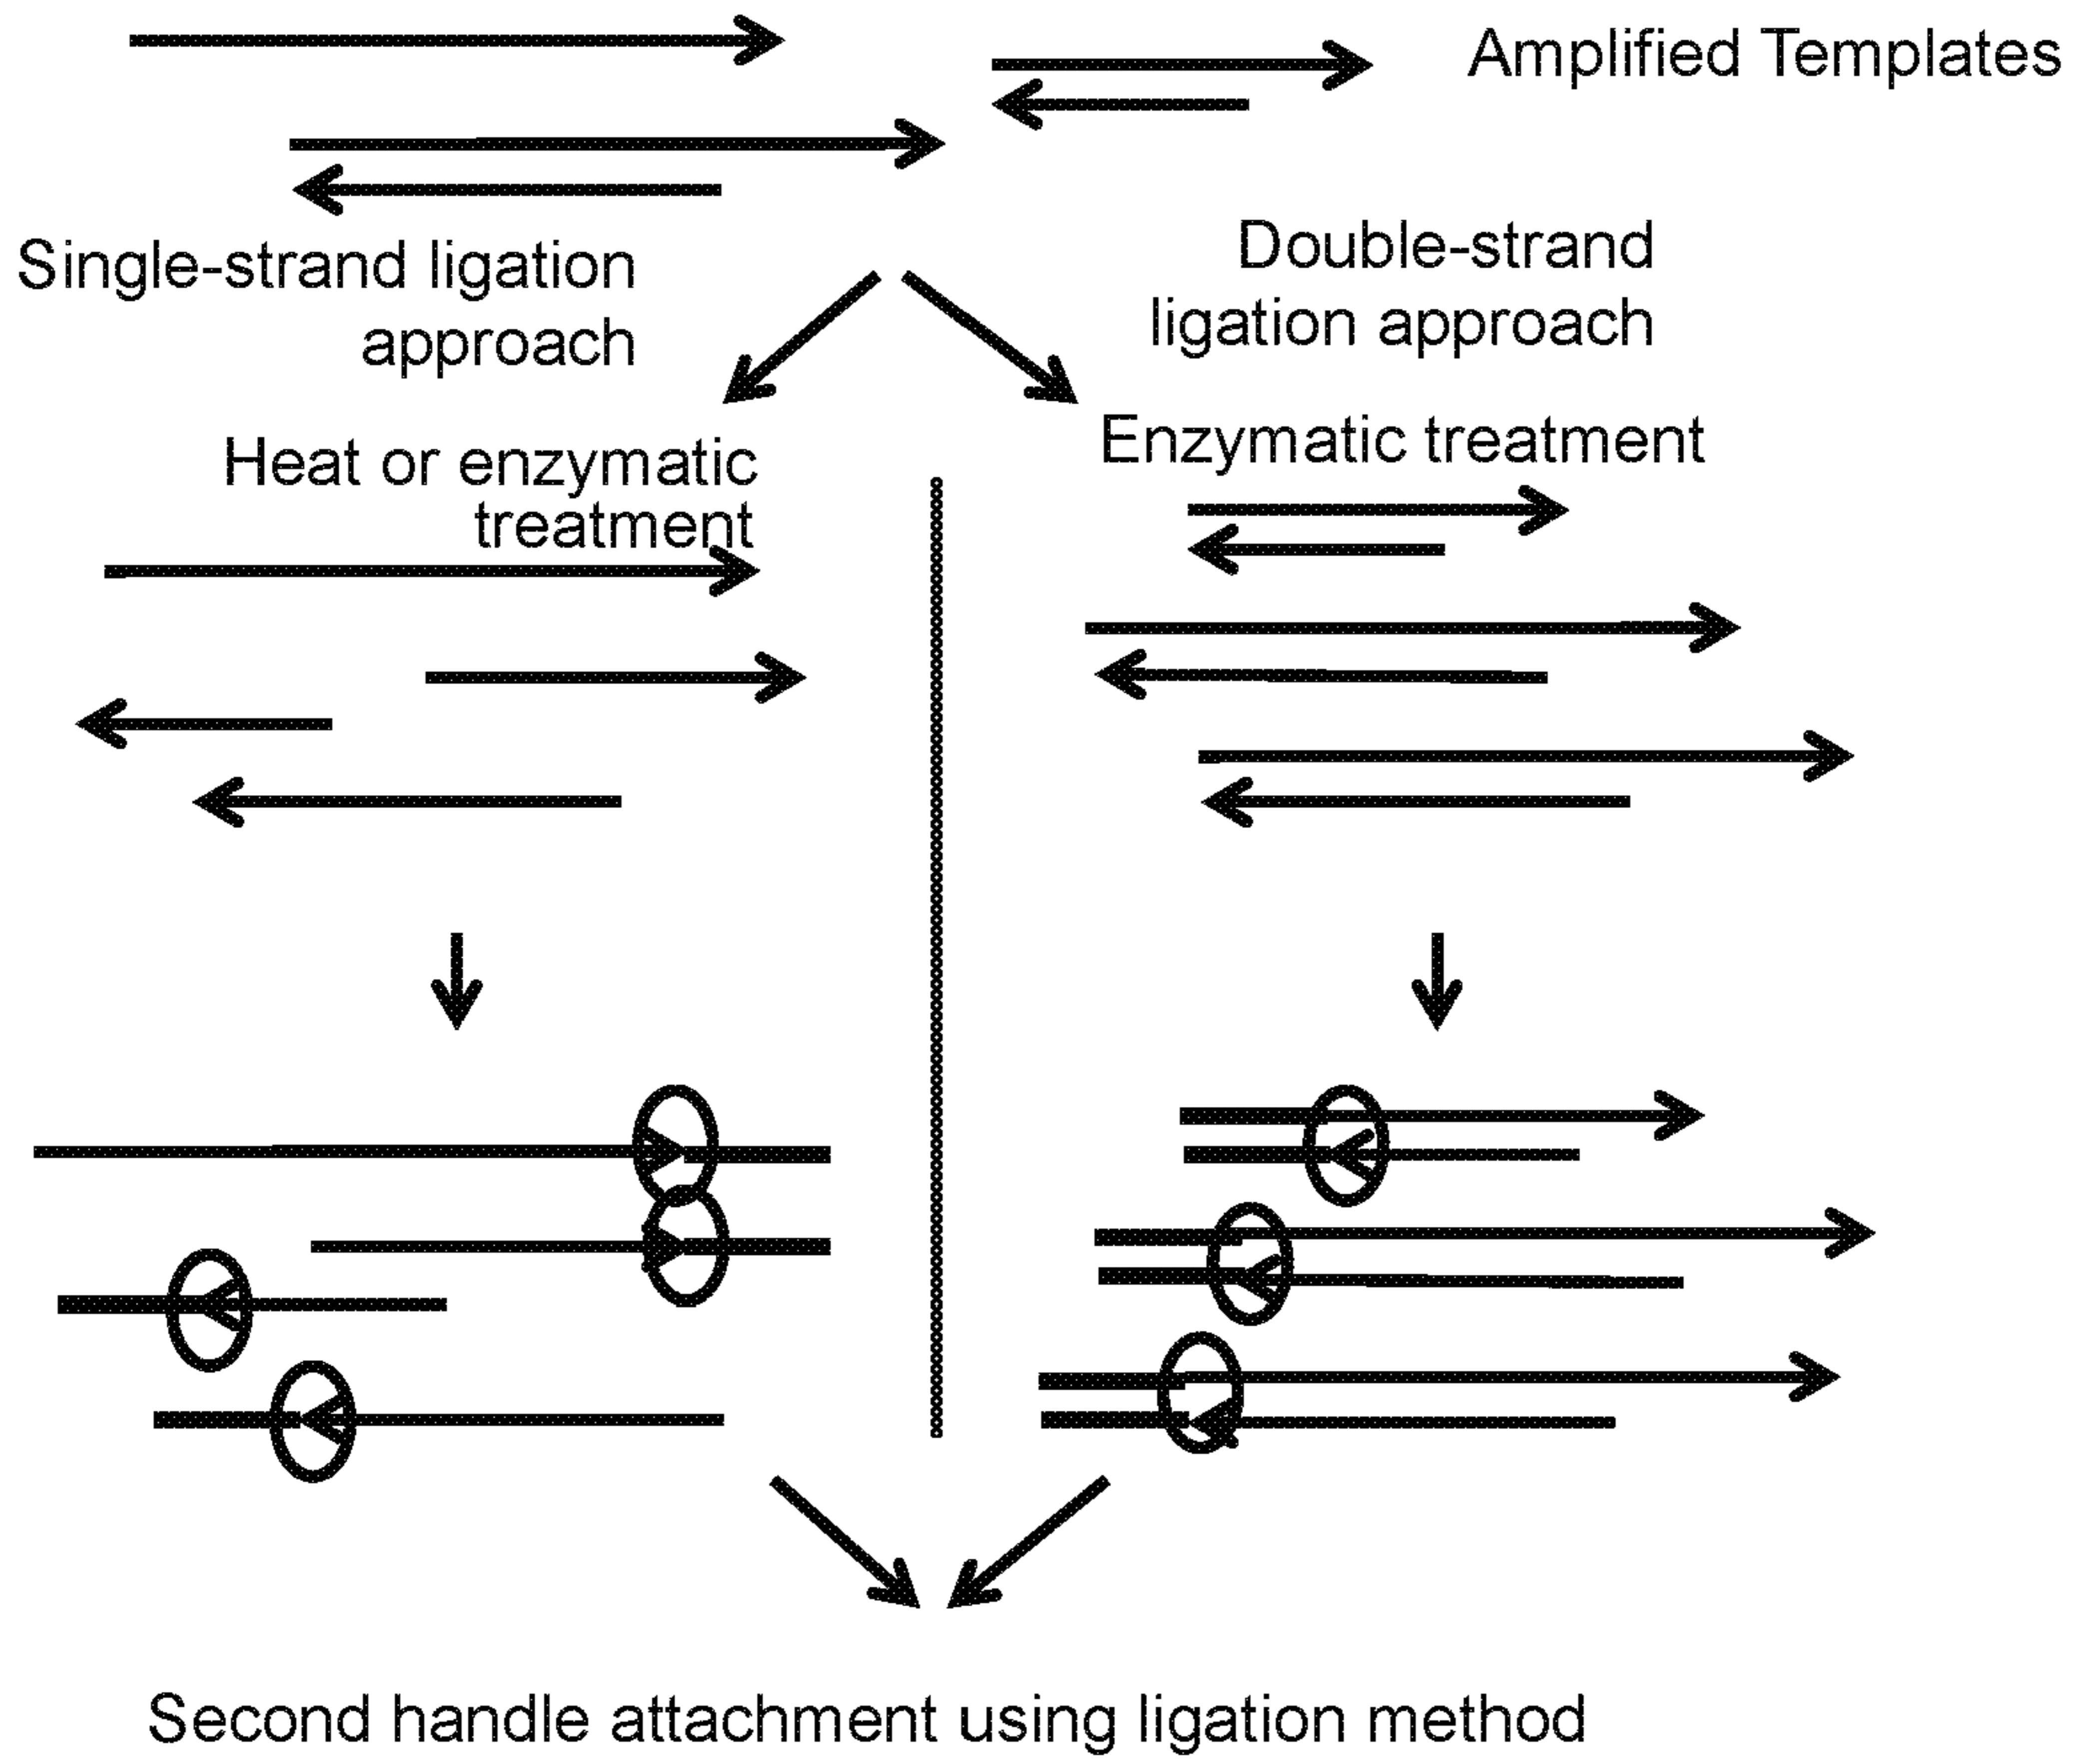 Amplified Templates
Single-strand ligation
approach
Double-strand
ligation approach
Heat or enzymatic
treatment
Enzymatic treatment
Second handle attachment using ligation method